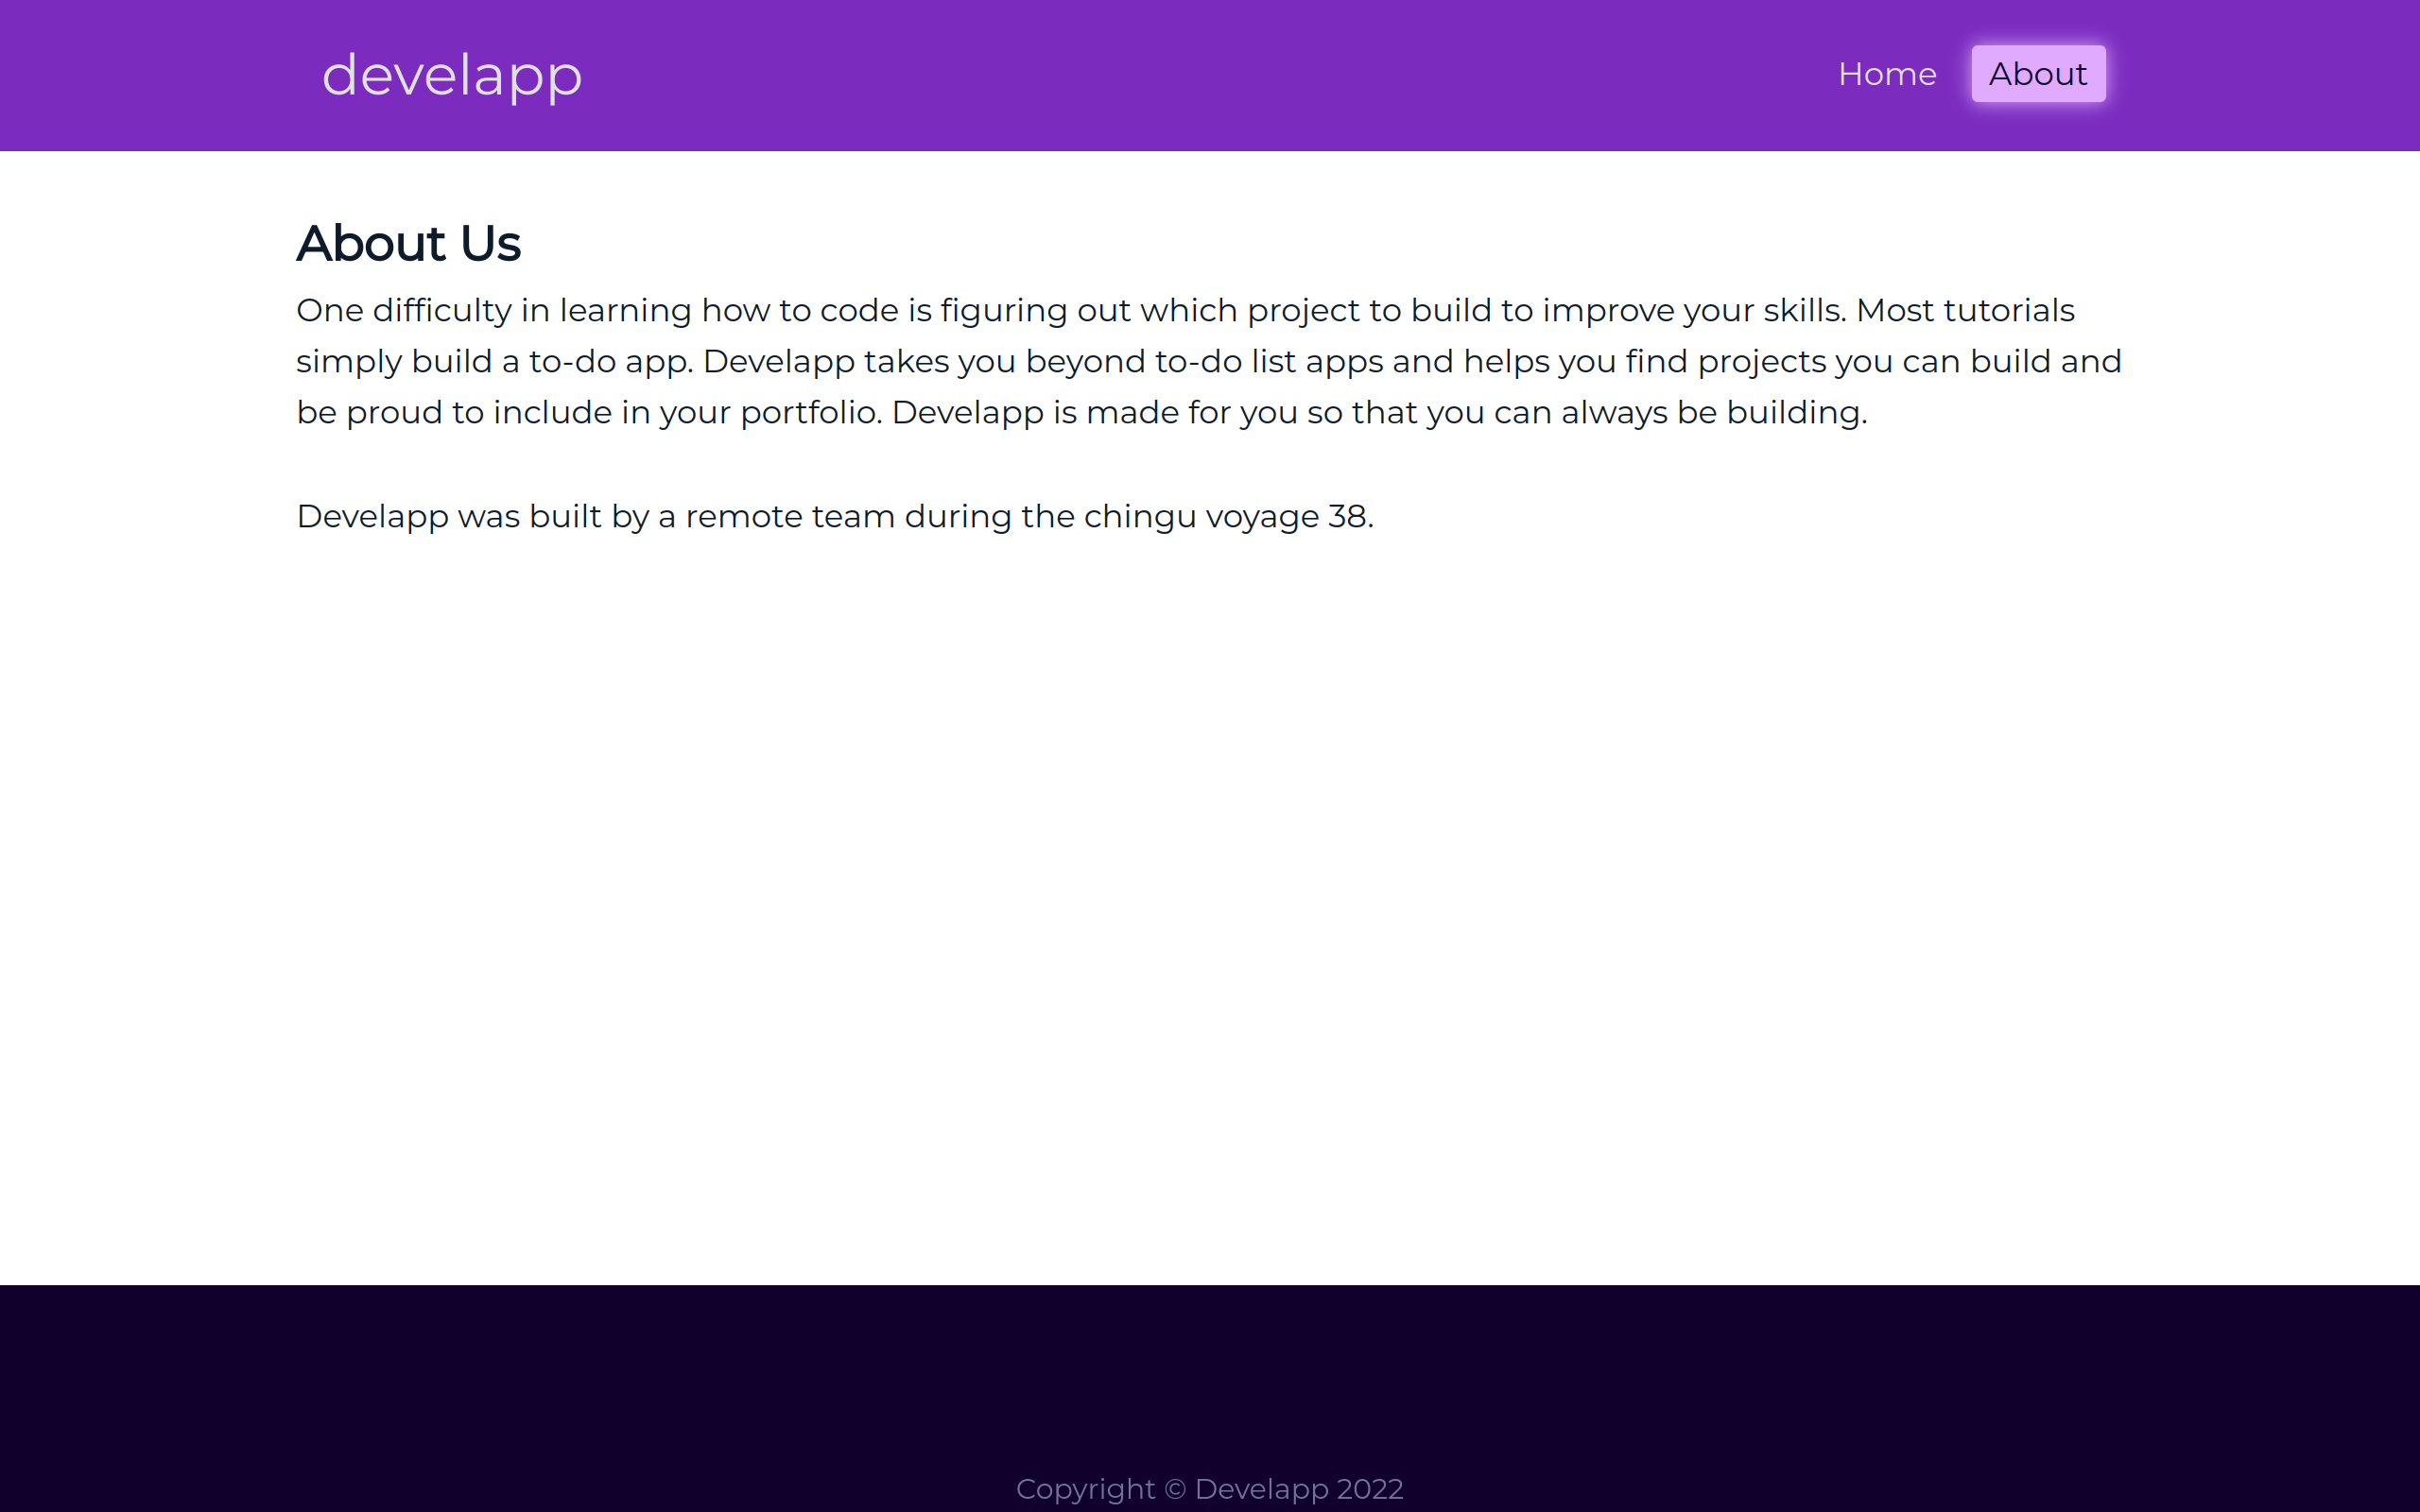 develapp
Home
About
About Us
One difficulty in learning how to code is figuring out which project to build to improve your skills. Most tutorials
simply build a to-do app. Develapp takes you beyond to-do list apps and helps you find projects you can build and
be proud to include in your portfolio. Develapp is made for you so that you can always be building.
Develapp was built by a remote team during the chingu voyage 38.
Copyright © Develapp 2022